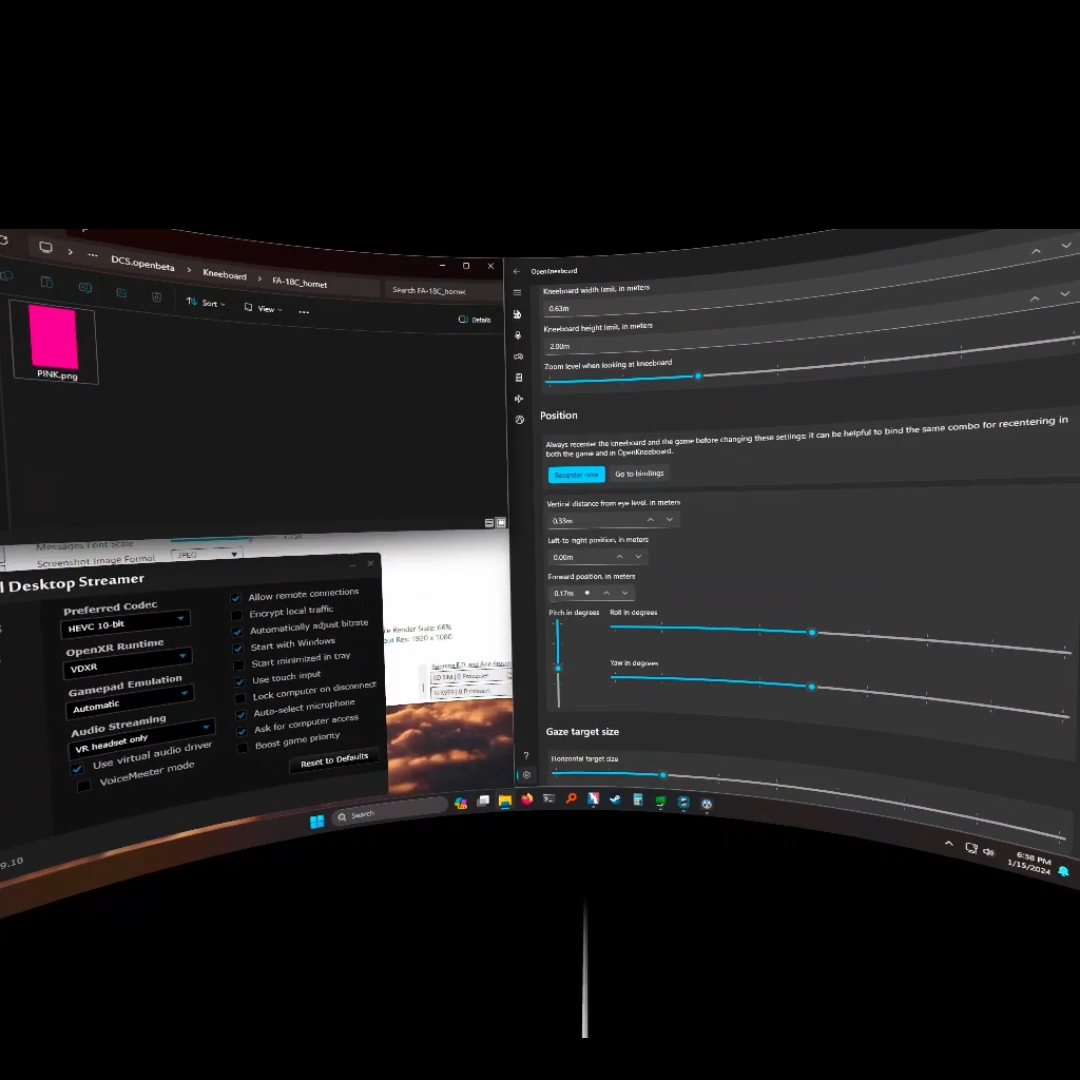 DCS.openbeta
Kneeboard
FA-18C_hornet
Search FA-18C_hornet
Sort
View
Details
PINK.png
Messages Font Scale
Screenshot Image Format
JPEG
Desktop Streamer
Preferred Codec
HEVC 10-bit
OpenXR Runtime
VDXR
Gamepad Emulation
Automatic
Audio Streaming
VR headset only
Use virtual audio driver
VoiceMeeter mode
Allow remote connections
Encrypt local traffic
Automatically adjust bitrate
Start with Windows
Start minimized in tray
Use touch input
Lock computer on disconnect
Auto-select microphone
Ask for computer access
Boost game priority
Reset to Defaults
9.10
Render Scale: 66%
Res: 1920 x 1080
OpenKneeboard
Kneeboard width limit, in meters
0.63m
Kneeboard height limit, in meters
2.00m
Zoom level when looking at kneeboard
Position
Always recenter the kneeboard and the game before changing these settings; it can be helpful to bind the same combo for recentering in
both the game and in OpenKneeboard.
Recenter now
Go to bindings
Vertical distance from eye level, in meters
0.33m
Left-to-right position, in meters
0.00m
Forward position, in meters
0.17m
Pitch in degrees
Roll in degrees
Yaw in degrees
Gaze target size
Horizontal target size
Search
6:38 PM
1/15/2024